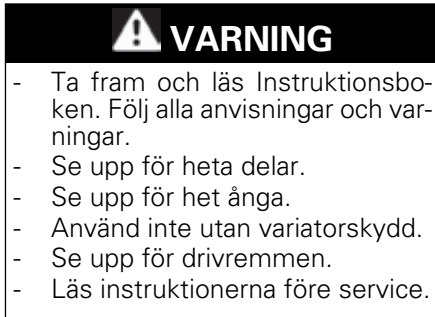 VARNING
- Ta fram och läs Instruktionsbo-
ken. Följ alla anvisningar och var-
ningar.
- Se upp för heta delar.
- Se upp för het ånga.
- Använd inte utan variatorskydd.
- Se upp för drivremmen.
- Läs instruktionerna före service.